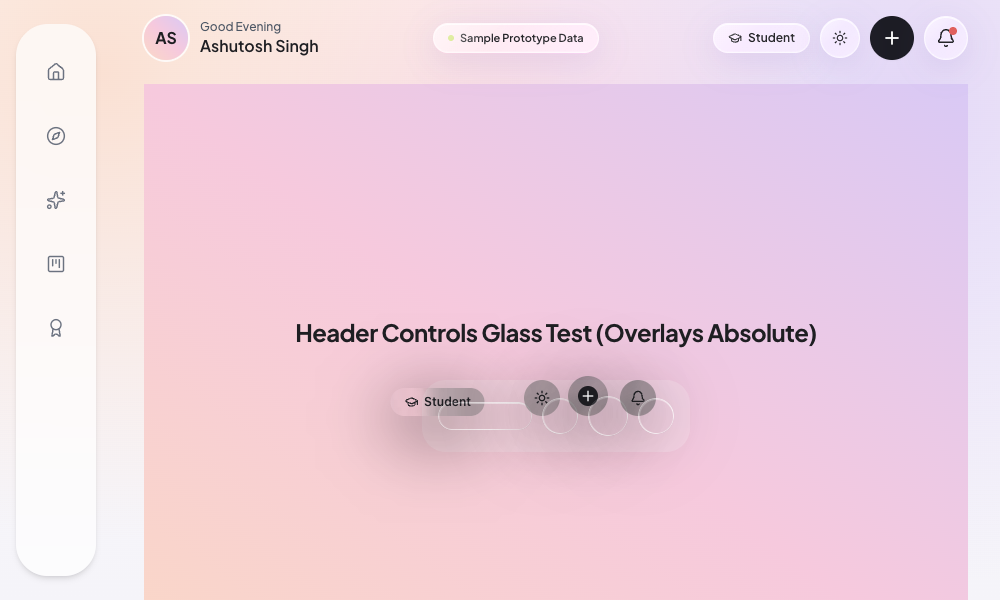 AS
Good Evening
Ashutosh Singh
Sample Prototype Data
Student
Header Controls Glass Test (Overlays Absolute)
Student